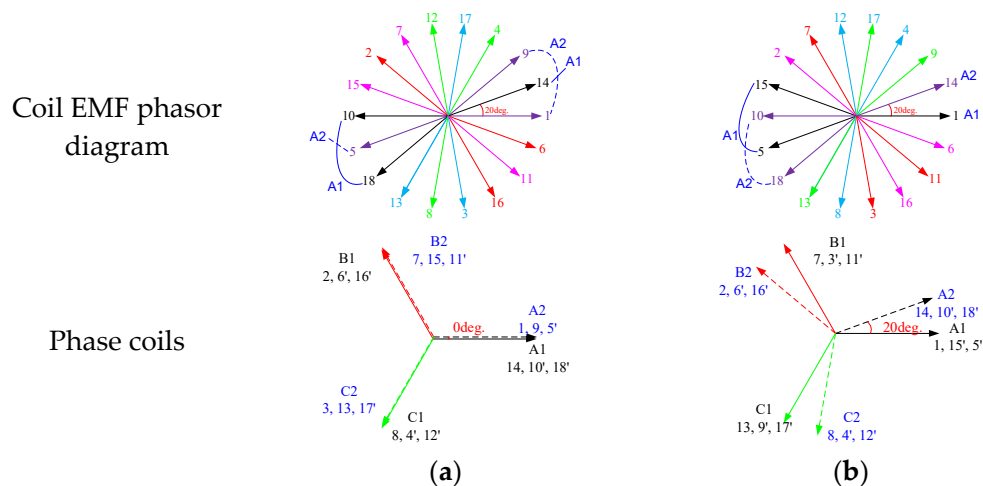 Coil EMF phasor
diagram
12
17
7
4
2
9
A2
14
A1
15
20deg.
10
1
A2
5
6
A1
18
11
13
16
8
3
12
17
7
4
2
9
15
14
A2
20deg.
10
1
A1
A1
5
6
A2
18
11
13
16
8
3
Phase coils
B2
7, 15, 11'
B1
2, 6', 16'
0deg.
A2
1, 9, 5'
A1
14, 10', 18'
C2
3, 13, 17'
C1
8, 4', 12'
B1
7, 3', 11'
B2
2, 6', 16'
A2
14, 10', 18'
20deg.
A1
1, 15', 5'
C1
13, 9', 17'
C2
8, 4', 12'
(a)
(b)